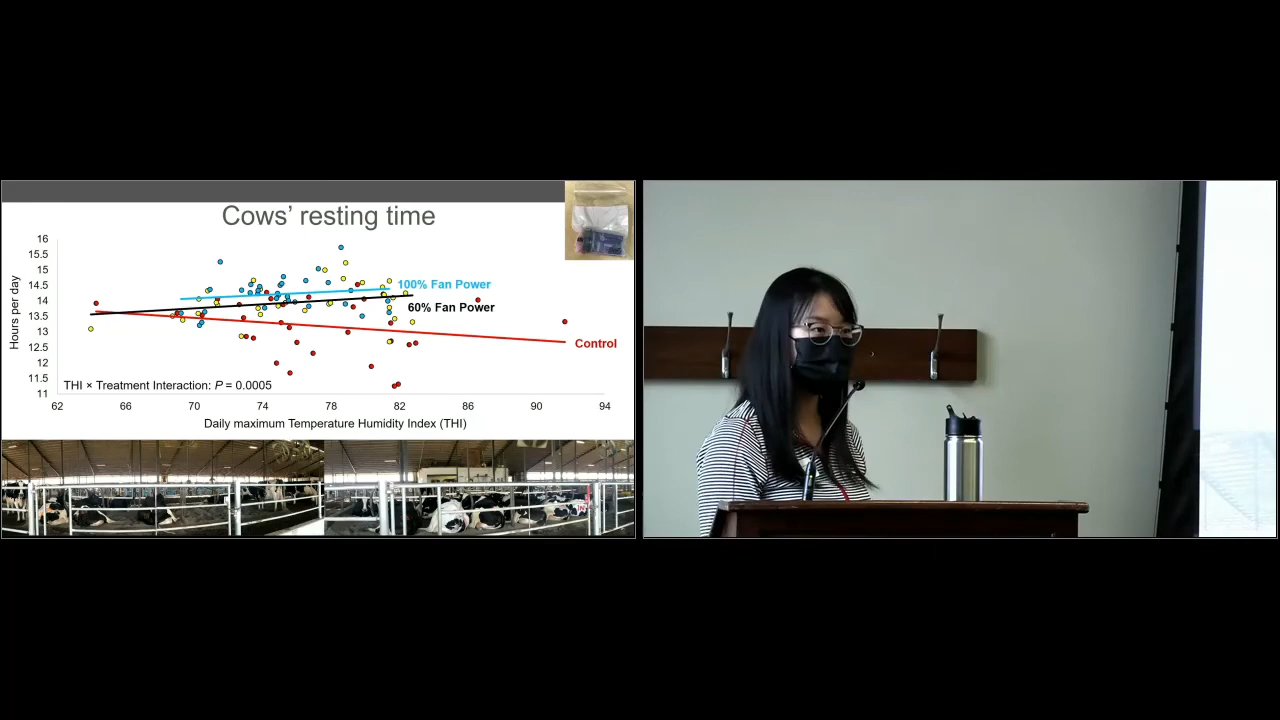 Cows’ resting time
16
15.5
15
14.5
14
13.5
13
12.5
12
11.5
11
Hours per day
100% Fan Power
60% Fan Power
Control
THI × Treatment Interaction: P = 0.0005
62 66 70 74 78 82 86 90 94
Daily maximum Temperature Humidity Index (THI)